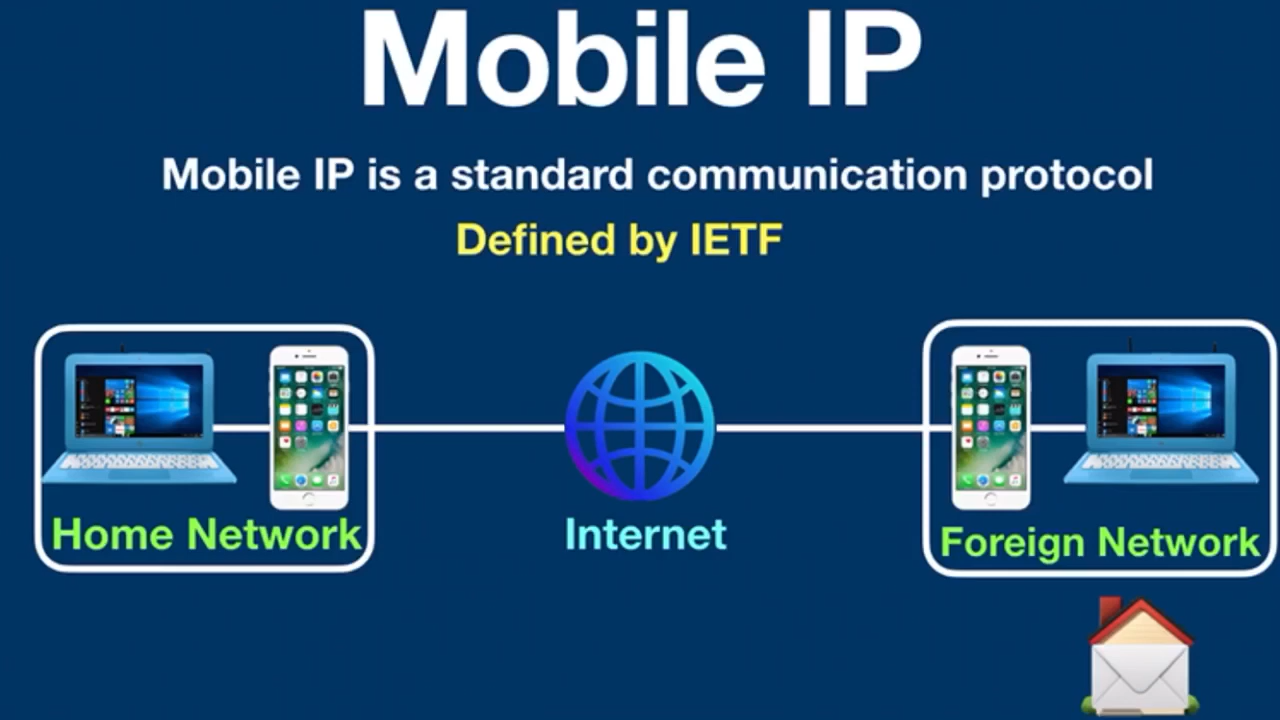 Mobile IP
Mobile IP is a standard communication protocol
Defined by IETF
Home Network
Internet
Foreign Network